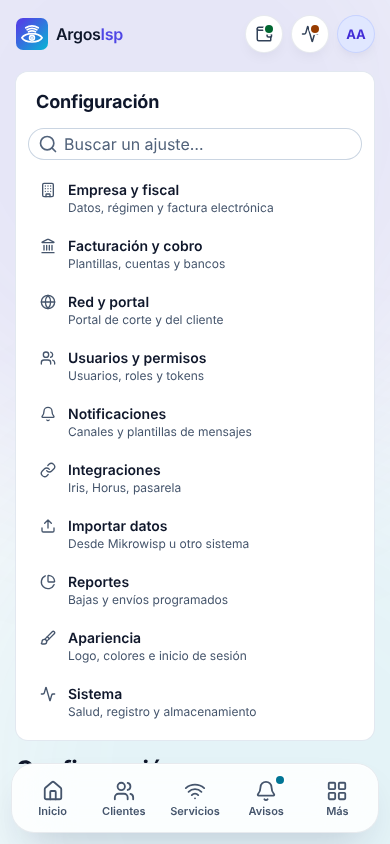 ArgosIsp
AA
Configuración
Buscar un ajuste...
Empresa y fiscal
Datos, régimen y factura electrónica
Facturación y cobro
Plantillas, cuentas y bancos
Red y portal
Portal de corte y del cliente
Usuarios y permisos
Usuarios, roles y tokens
Notificaciones
Canales y plantillas de mensajes
Integraciones
Iris, Horus, pasarela
Importar datos
Desde Mikrowisp u otro sistema
Reportes
Bajas y envíos programados
Apariencia
Logo, colores e inicio de sesión
Sistema
Salud, registro y almacenamiento
Inicio
Clientes
Servicios
Avisos
Más